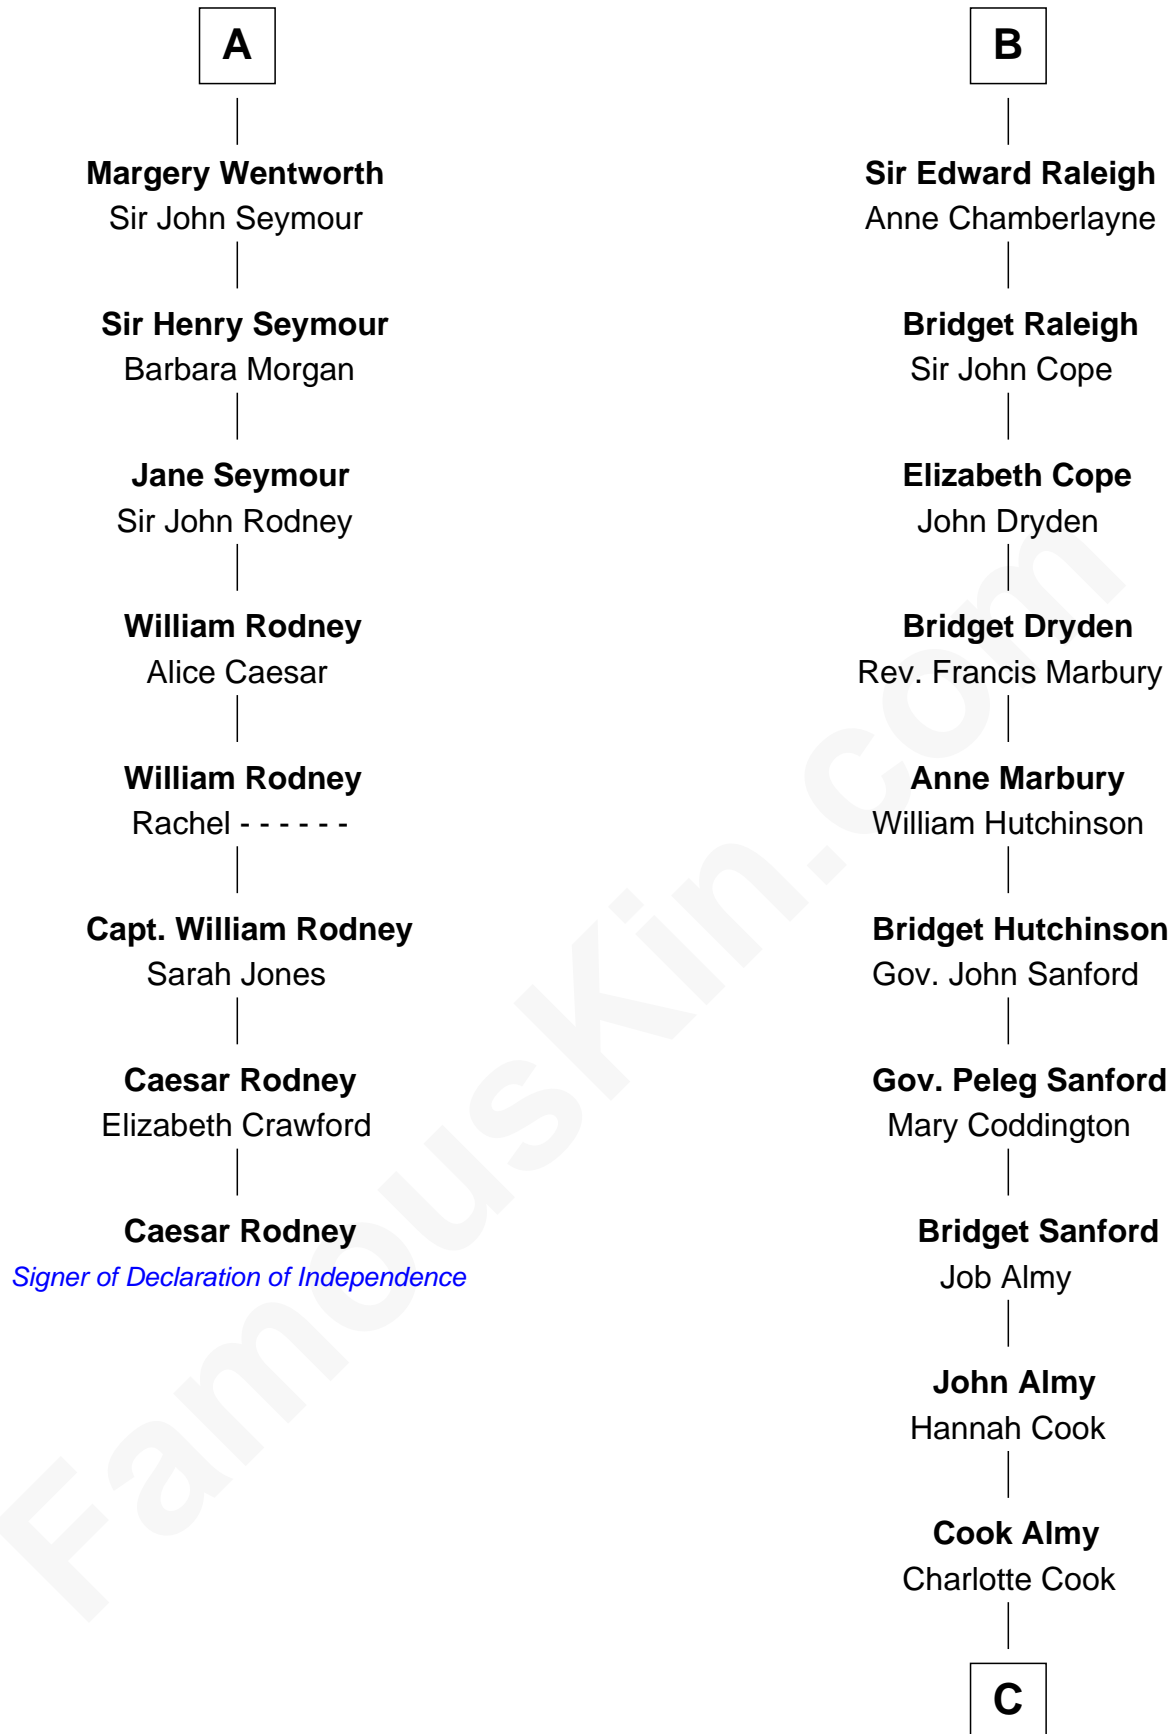 A
Margery Wentworth
Sir John Seymour
Sir Henry Seymour
Barbara Morgan
Jane Seymour
Sir John Rodney
William Rodney
Alice Caesar
William Rodney
Rachel - - - - - -
Capt. William Rodney
Sarah Jones
Caesar Rodney
Elizabeth Crawford
Caesar Rodney
Signer of Declaration of Independence
B
Sir Edward Raleigh
Anne Chamberlayne
Bridget Raleigh
Sir John Cope
Elizabeth Cope
John Dryden
Bridget Dryden
Rev. Francis Marbury
Anne Marbury
William Hutchinson
Bridget Hutchinson
Gov. John Sanford
Gov. Peleg Sanford
Mary Coddington
Bridget Sanford
Job Almy
John Almy
Hannah Cook
Cook Almy
Charlotte Cook
C
FamousKin.com